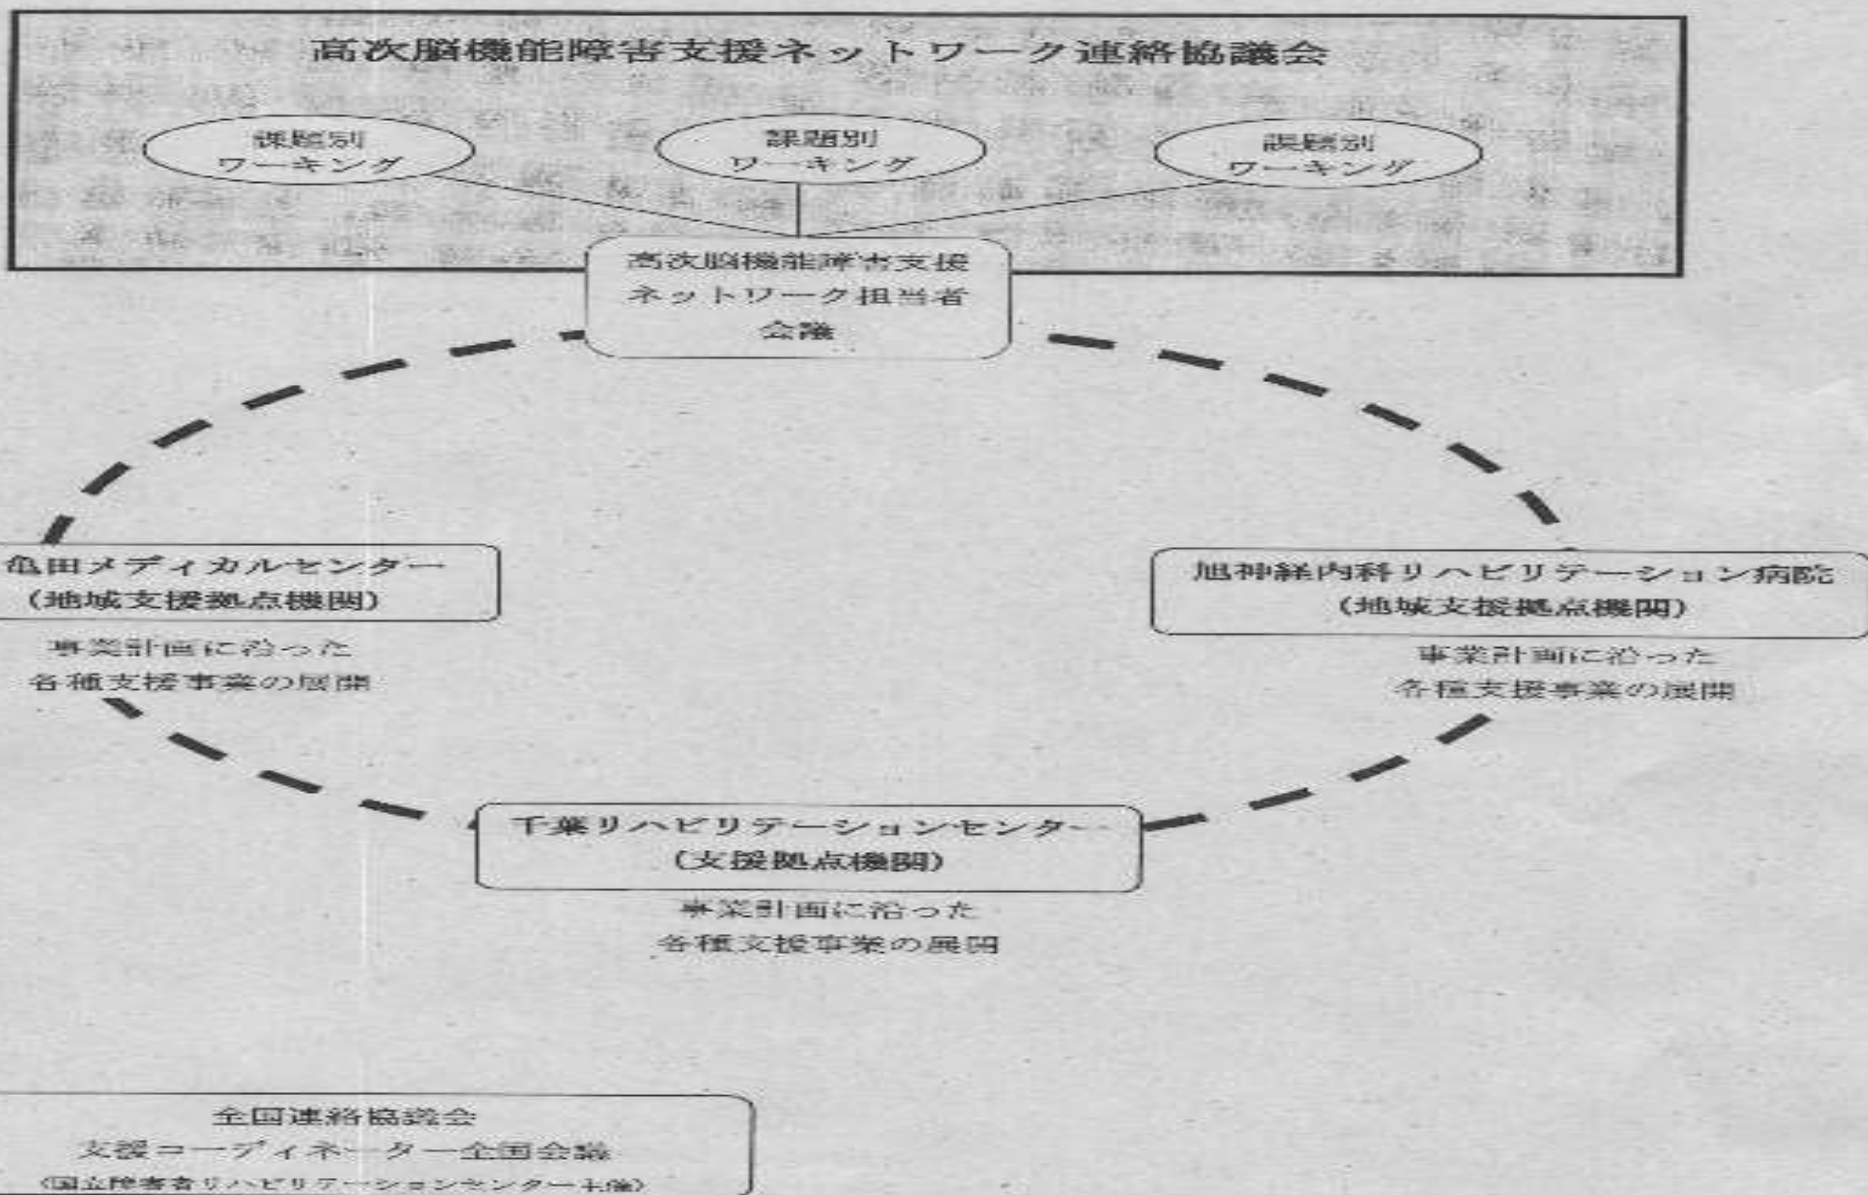 高次脳機能障害支援ネットワーク連絡協議会
課題別
ワーキング
課題別
ワーキング
課題別
ワーキング
高次脳機能障害支援
ネットワーク担当者
会議
亀田メディカルセンター
(地域支援拠点機関)
事業計画に沿った
各種支援事業の展開
旭神経内科リハビリテーション病院
(地域支援拠点機関)
事業計画に沿った
各種支援事業の展開
千葉リハビリテーションセンター
(支援拠点機関)
事業計画に沿った
各種支援事業の展開
全国連絡協議会
支援コーディネーター全国会議
(国立障害者リハビリテーションセンター主催)